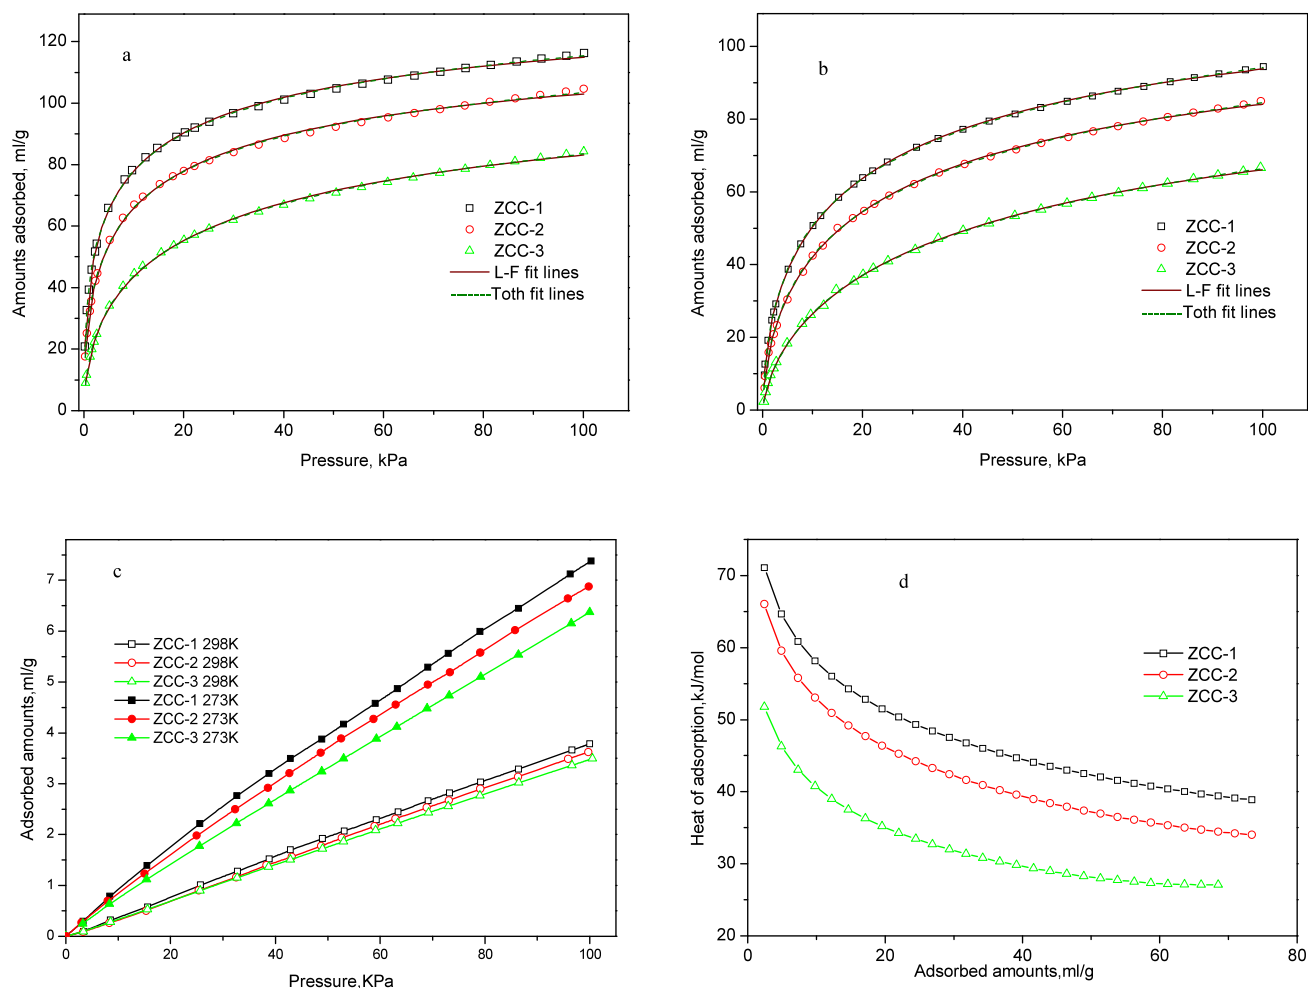 a
120
100
80
60
40
20
0
Amounts adsorbed, ml/g
ZCC-1
ZCC-2
ZCC-3
L-F fit lines
Toth fit lines
0 20 40 60 80 100
Pressure, kPa
b
100
80
60
40
20
0
Amounts adsorbed, ml/g
ZCC-1
ZCC-2
ZCC-3
L-F fit lines
Toth fit lines
0 20 40 60 80 100
Pressure, kPa
c
7
6
5
4
3
2
1
0
Adsorbed amounts,ml/g
ZCC-1 298K
ZCC-2 298K
ZCC-3 298K
ZCC-1 273K
ZCC-2 273K
ZCC-3 273K
0 20 40 60 80 100
Pressure,KPa
d
70
60
50
40
30
20
Heat of adsorption,kJ/mol
ZCC-1
ZCC-2
ZCC-3
0 20 40 60 80
Adsorbed amounts,ml/g